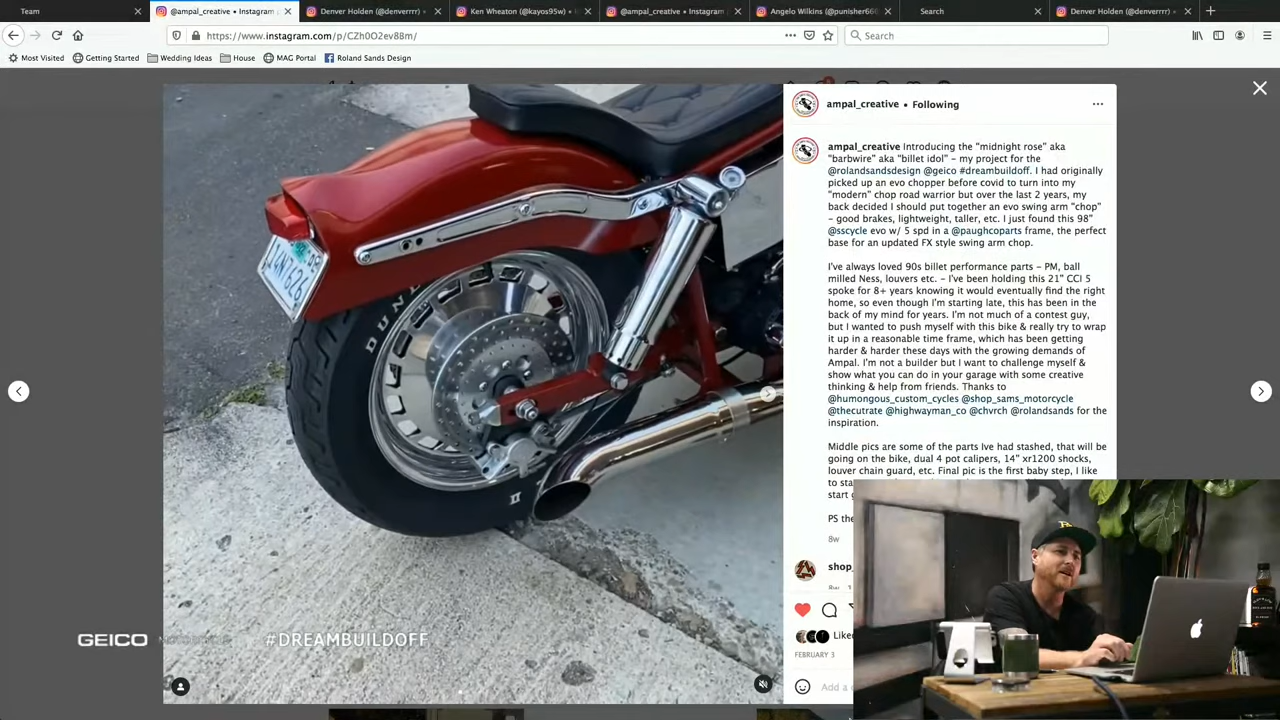 Team
@ampal_creative • Instagram
Denver Holden (@denverrrr) •
Ken Wheaton (@kayos95w) •
@ampal_creative • Instagram
Angelo Wilkins (@punisher666
Search
Denver Holden (@denverrrr) •
https://www.instagram.com/p/CZh0O2ev8Bm/
Search
Most Visited
Getting Started
Wedding Ideas
House
MAG Portal
Roland Sands Design
ampal_creative • Following
ampal_creative Introducing the "midnight rose" aka
"barbwire" aka "billet idol" – my project for the
@rolandsandsdesign @geico #dreambuildoff. I had originally
picked up an evo chopper before covid to turn into my
"modern" chop road warrior but over the last 2 years, my
back decided I should put together an evo swing arm "chop"
– good brakes, lightweight, taller, etc. I just found this 98"
@sscycle evo w/ 5 spd in a @paughcoparts frame, the perfect
base for an updated FX style swing arm chop.
I've always loved 90s billet performance parts – PM, ball
milled Ness, louvers etc. – I've been holding this 21" CCI 5
spoke for 8+ years knowing it would eventually find the right
home, so even though I'm starting late, this has been in the
back of my mind for years. I'm not much of a contest guy,
but I wanted to push myself with this bike & really try to wrap
it up in a reasonable time frame, which has been getting
harder & harder these days with the growing demands of
Ampal. I'm not a builder but I want to challenge myself &
show what you can do in your garage with some creative
thinking & help from friends. Thanks to
@humongous_custom_cycles @shop_sams_motorcycle
@thecutrate @highwayman_co @chvrch @rolandsands for the
inspiration.
Middle pics are some of the parts Ive had stashed, that will be
going on the bike, dual 4 pot calipers, 14" xr1200 shocks,
louver chain guard, etc. Final pic is the first baby step, I like
to sta
start g
PS the
8w
shop_
8w
Liked
FEBRUARY 3
Add a
GEICO
#DREAMBUILDOFF
DUNL